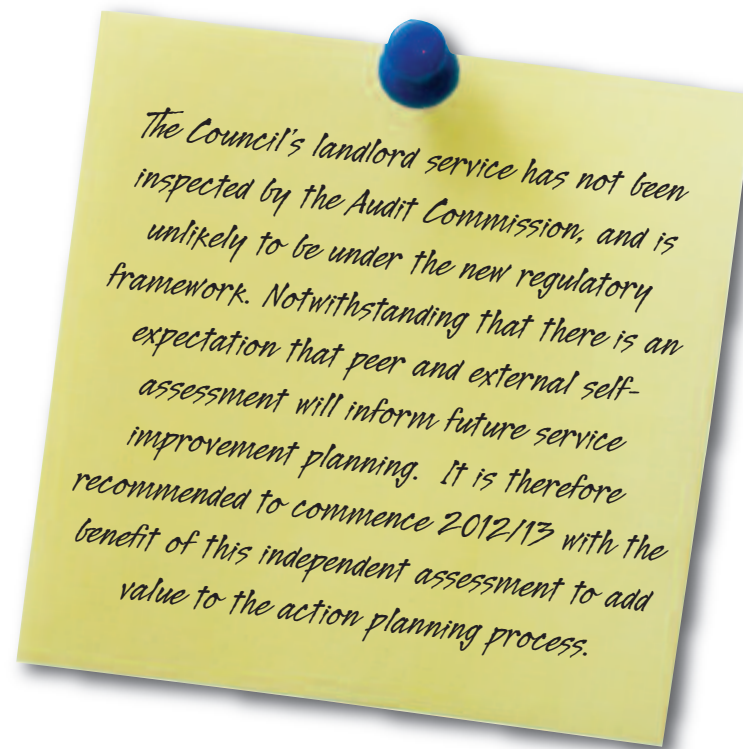 The Council's landlord service has not been
inspected by the Audit Commission, and is
unlikely to be under the new regulatory
framework. Notwithstanding that there is an
expectation that peer and external self-
assessment will inform future service
improvement planning. It is therefore
recommended to commence 2012/13 with the
benefit of this independent assessment to add
value to the action planning process.